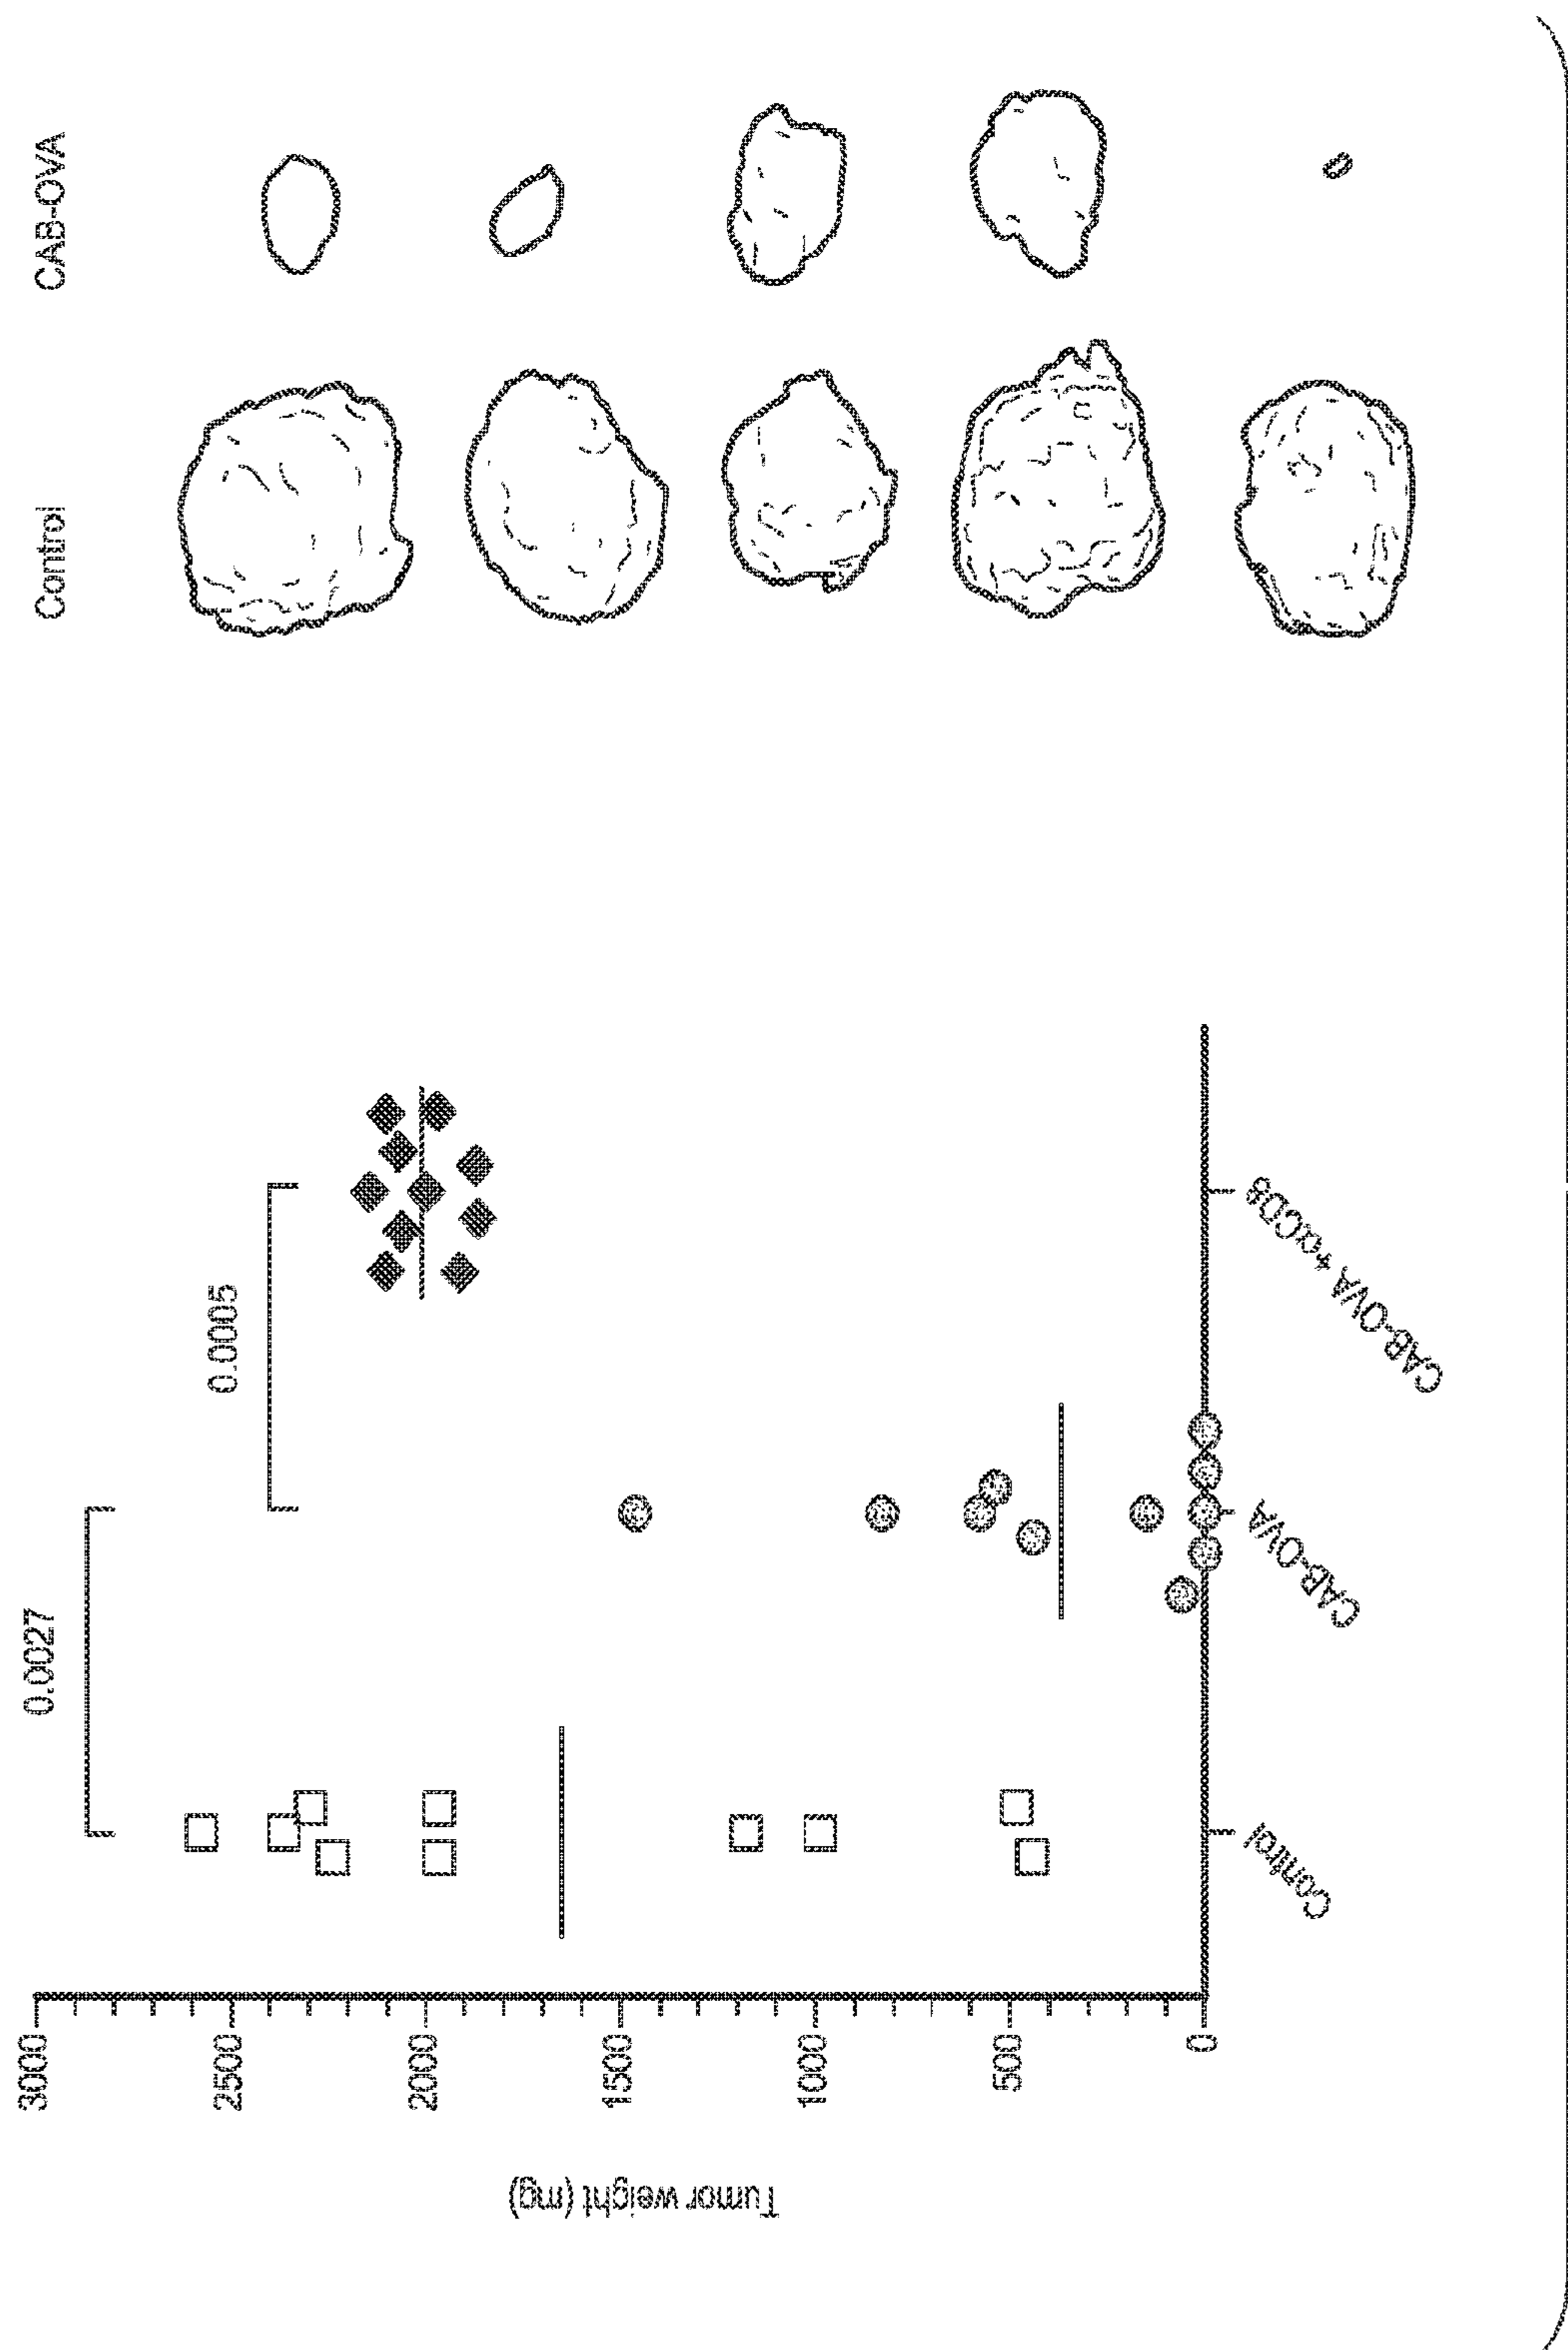 0.0027
0.0005
3000
2500
2000
1500
1000
500
0
Tumor weight (mg)
Control
CAB-OVA
CAB-OVA +αCD8
Control
CAB-OVA